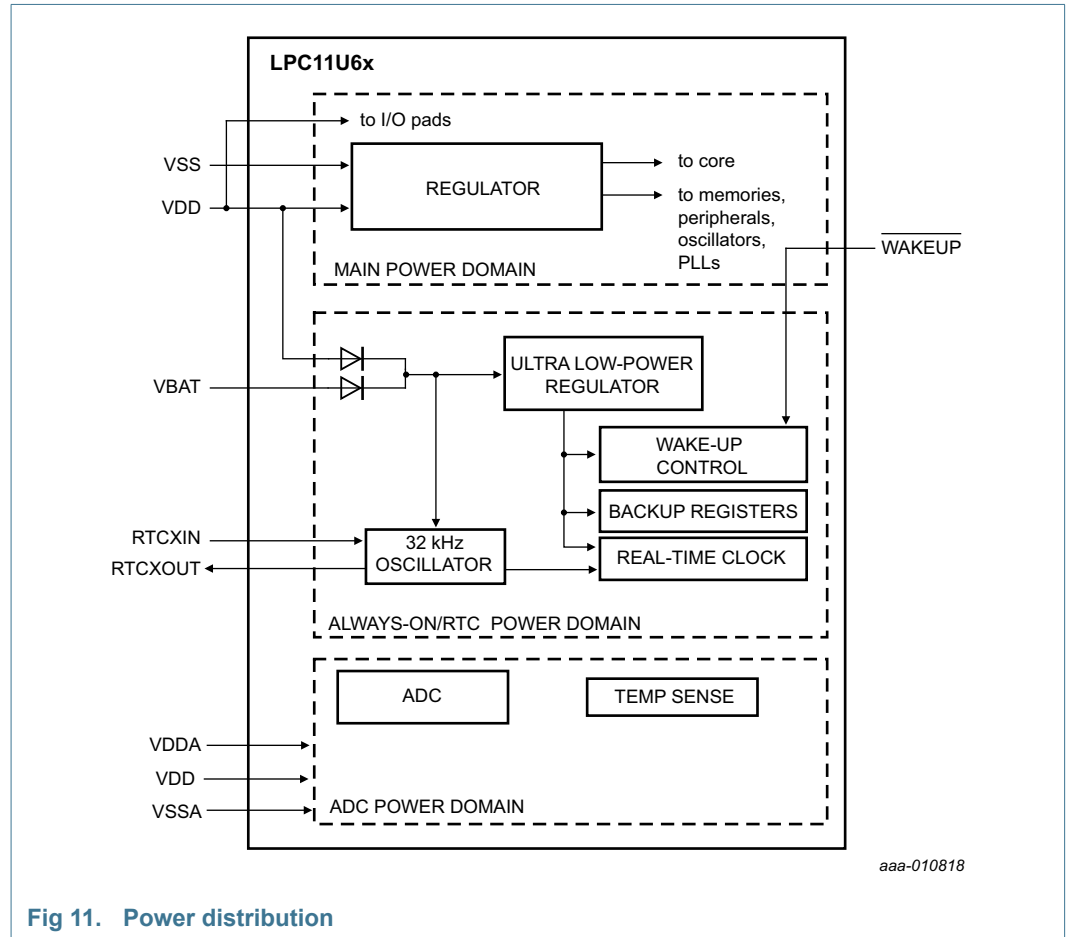 LPC11U6x
to I/O pads
VSS
VDD
REGULATOR
to core
to memories,
peripherals,
oscillators,
PLLs
WAKEUP
MAIN POWER DOMAIN
VBAT
ULTRA LOW-POWER
REGULATOR
WAKE-UP
CONTROL
BACKUP REGISTERS
REAL-TIME CLOCK
RTCXIN
RTCXOUT
32 kHz
OSCILLATOR
ALWAYS-ON/RTC POWER DOMAIN
ADC
TEMP SENSE
VDDA
VDD
VSSA
ADC POWER DOMAIN
aaa-010818
Fig 11. Power distribution